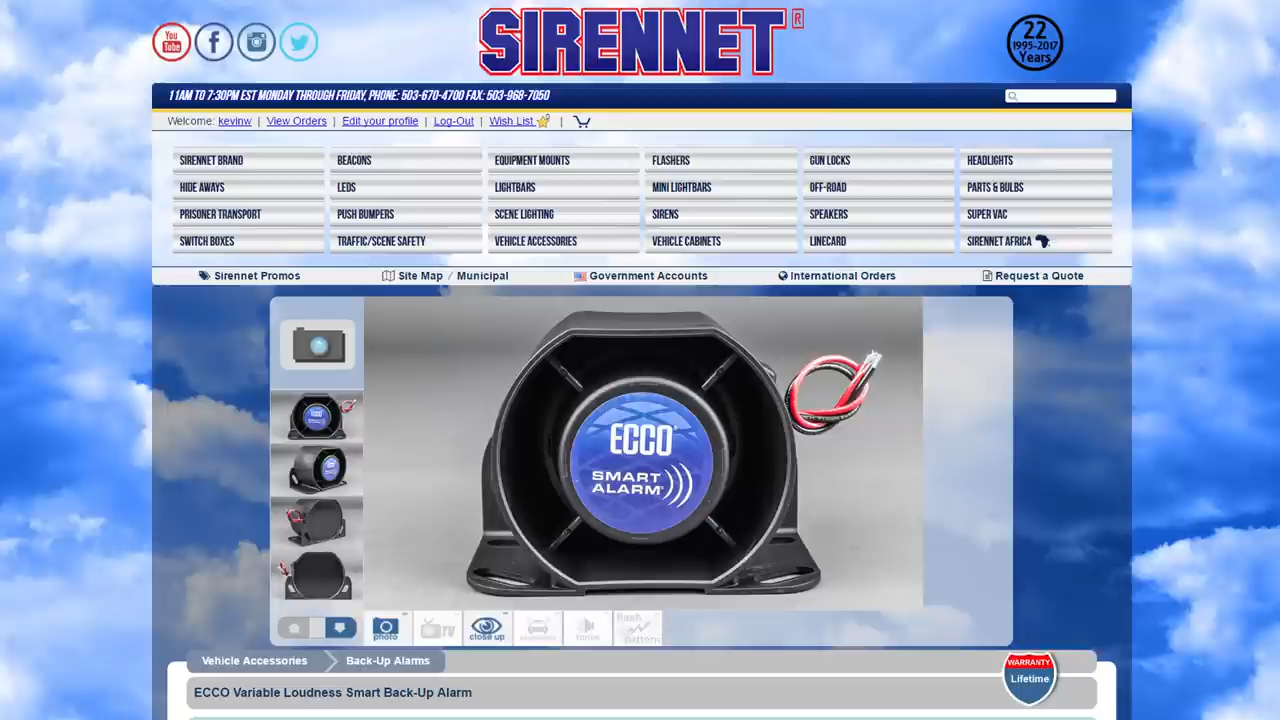 You
Tube
SIRENNET®
22
1995-2017
Years
11AM TO 7:30PM EST MONDAY THROUGH FRIDAY, PHONE: 503-670-4700 FAX: 503-968-7050
Welcome: kevinw | View Orders | Edit your profile | Log-Out | Wish List |
SIRENNET BRAND BEACONS EQUIPMENT MOUNTS FLASHERS GUN LOCKS HEADLIGHTS
HIDE AWAYS LEDS LIGHTBARS MINI LIGHTBARS OFF-ROAD PARTS & BULBS
PRISONER TRANSPORT PUSH BUMPERS SCENE LIGHTING SIRENS SPEAKERS SUPER VAC
SWITCH BOXES TRAFFIC/SCENE SAFETY VEHICLE ACCESSORIES VEHICLE CABINETS LINECARD SIRENNET AFRICA
Sirennet Promos Site Map / Municipal Government Accounts International Orders Request a Quote
ECCO
SMART
ALARM
photo TV close up flash
pattern
Vehicle Accessories Back-Up Alarms
WARRANTY
Lifetime
ECCO Variable Loudness Smart Back-Up Alarm